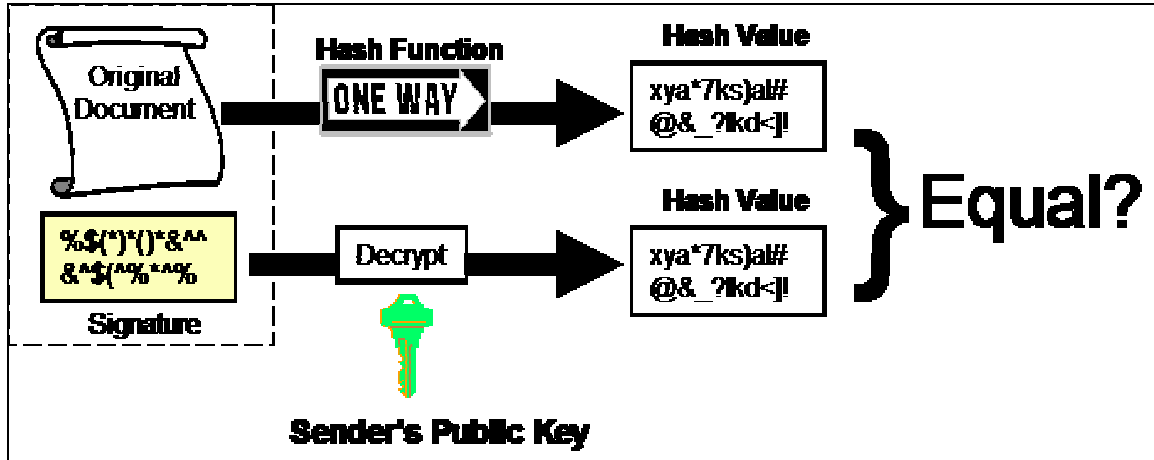 Original
Document
Hash Function
ONE WAY
Hash Value
xya*7ks)al#
@&_?lkd<]!
%$(*)*()*&^^
&^$(^%*^%
Signature
Decrypt
Sender's Public Key
Hash Value
xya*7ks)al#
@&_?lkd<]!
Equal?